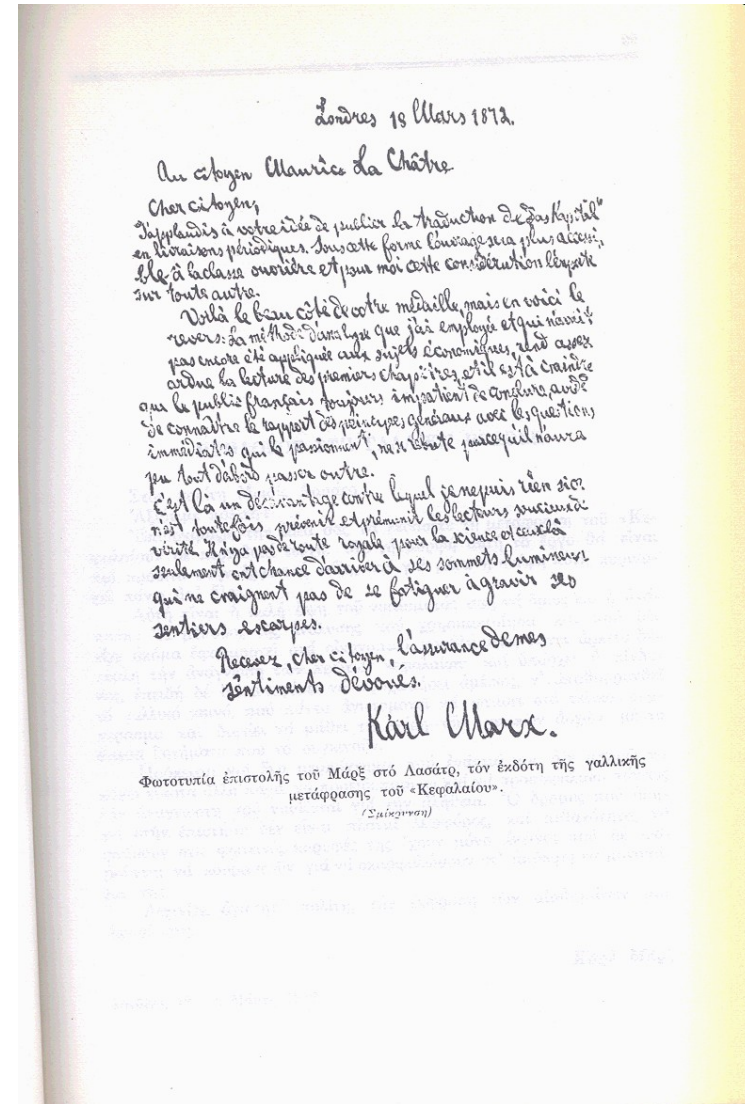 Londres 18 Mars 1872.
Au citoyen Maurice La Châtre
Cher citoyen,
J'applaudis à votre idée de publier la traduction de „Das Kapital"
en livraisons périodiques. Sous cette forme l'ouvrage sera plus accessi,
ble à la classe ouvrière et pour moi cette considération l'emporte
sur toute autre.
Voilà le beau côté de votre médaille, mais en voici le
revers: La méthode d'analyse que j'ai employée et qui n'avait
pas encore été appliquée aux sujets économiques, rend assez
ardue la lecture des premiers chapitres, et il est à craindre
que le public français toujours impatient de conclure, avide
de connaître le rapport des principes généraux avec les questions
immédiates qui le passionnent, ne se rebute parcequ'il n'aura
pu tout d'abord passer outre.
C'est là un désavantage contre lequel je ne puis rien si ce
n'est toutefois prévenir et prémunir les lecteurs soucieux de
vérité. Il n'y a pas de route royale pour la science et ceux là
seulement ont chance d'arriver à ses sommets lumineux
qui ne craignent pas de se fatiguer à gravir ses
sentiers escarpés.
Recevez, cher citoyen, l'assurance de mes
sentiments dévoués.
Karl Marx.
Φωτοτυπία ἐπιστολῆς τοῦ Μάρξ στό Λασάτρ, τόν ἐκδότη τῆς γαλλικῆς
μετάφρασης τοῦ «Κεφαλαίου».
(Σμίκρυνση)